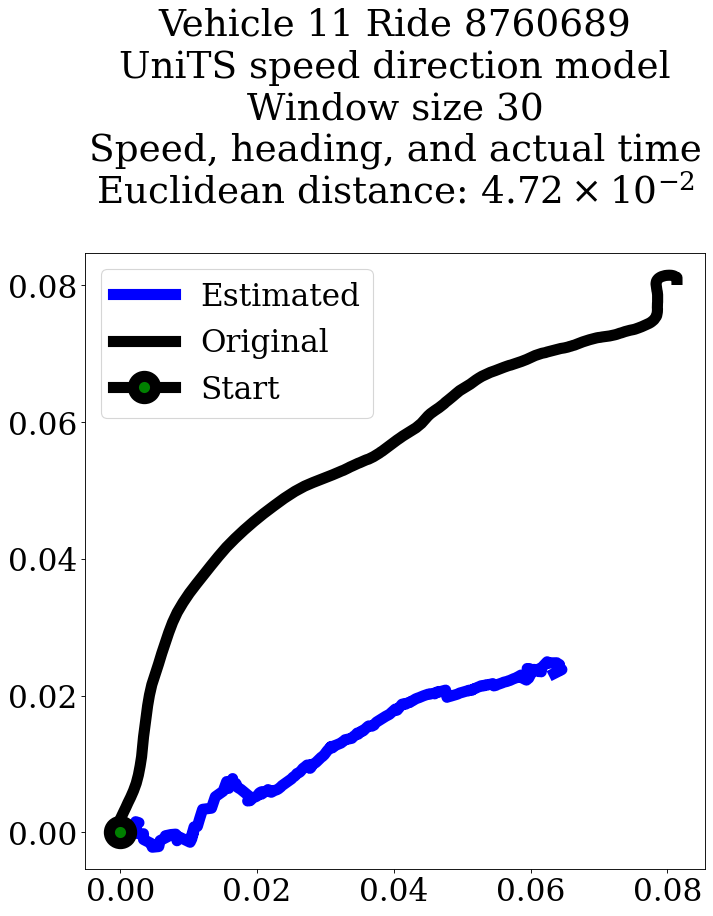 Vehicle 11 Ride 8760689
UniTS speed direction model
Window size 30
Speed, heading, and actual time
Euclidean distance: 4.72 × 10⁻²
Estimated
Original
Start
0.08
0.06
0.04
0.02
0.00
0.00 0.02 0.04 0.06 0.08